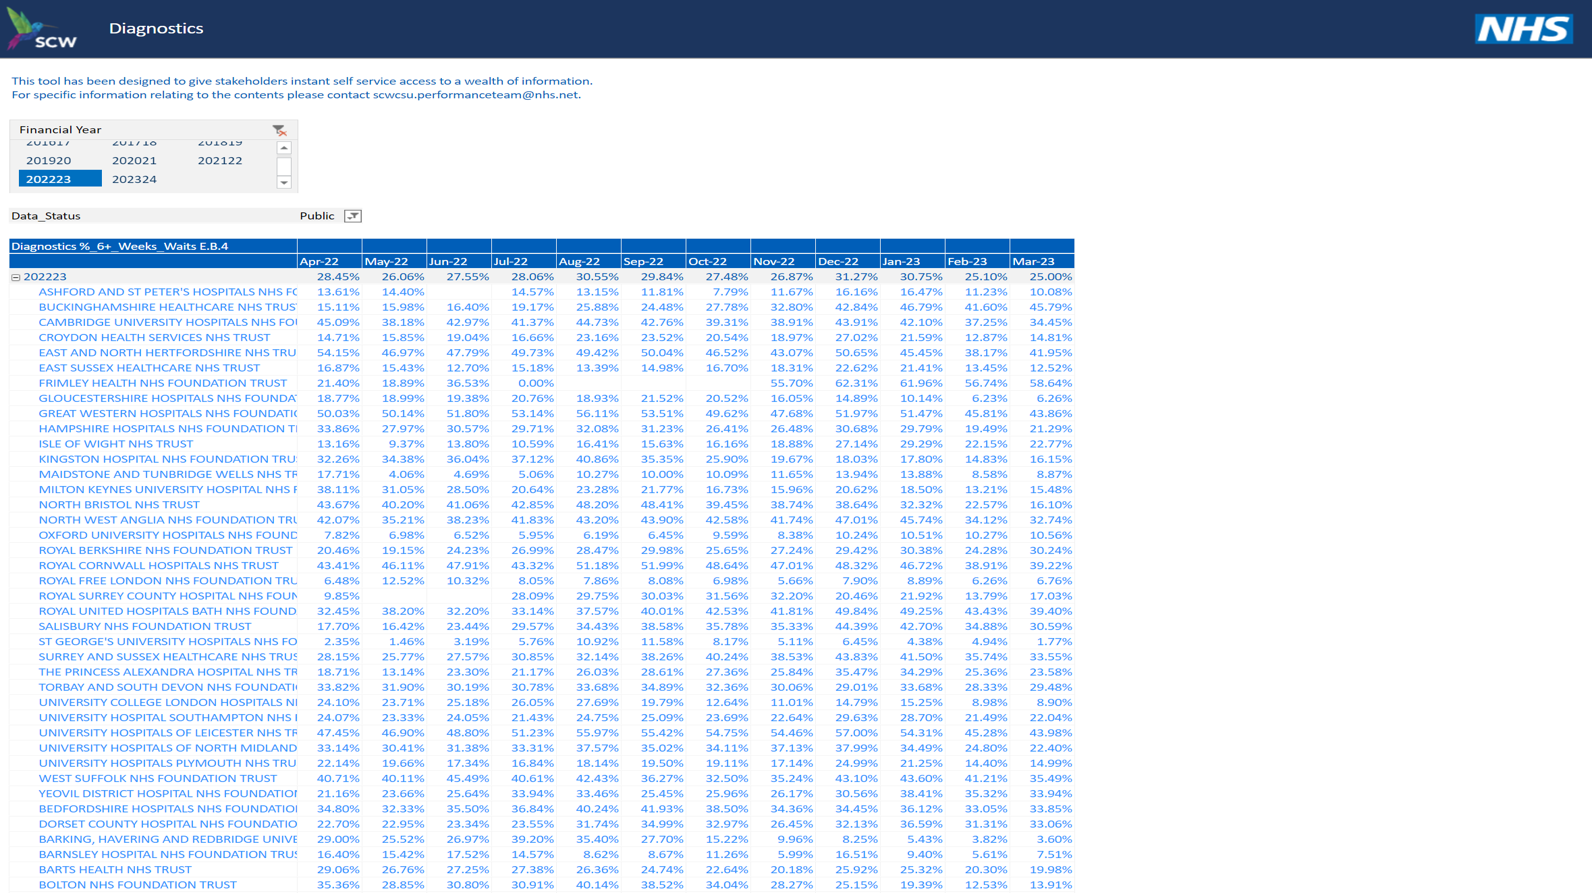 SCW
Diagnostics
NHS
This tool has been designed to give stakeholders instant self service access to a wealth of information.
For specific information relating to the contents please contact scwcsu.performanceteam@nhs.net.
Financial Year
201617 201718 201819
201920 202021 202122
202223 202324
Data_Status Public
Diagnostics %_6+_Weeks_Waits E.B.4
Apr-22 May-22 Jun-22 Jul-22 Aug-22 Sep-22 Oct-22 Nov-22 Dec-22 Jan-23 Feb-23 Mar-23
202223 28.45% 26.06% 27.55% 28.06% 30.55% 29.84% 27.48% 26.87% 31.27% 30.75% 25.10% 25.00%
ASHFORD AND ST PETER'S HOSPITALS NHS FO 13.61% 14.40% 14.57% 13.15% 11.81% 7.79% 11.67% 16.16% 16.47% 11.23% 10.08%
BUCKINGHAMSHIRE HEALTHCARE NHS TRUST 15.11% 15.98% 16.40% 19.17% 25.88% 24.48% 27.78% 32.80% 42.84% 46.79% 41.60% 45.79%
CAMBRIDGE UNIVERSITY HOSPITALS NHS FOU 45.09% 38.18% 42.97% 41.37% 44.73% 42.76% 39.31% 38.91% 43.91% 42.10% 37.25% 34.45%
CROYDON HEALTH SERVICES NHS TRUST 14.71% 15.85% 19.04% 16.66% 23.16% 23.52% 20.54% 18.97% 27.02% 21.59% 12.87% 14.81%
EAST AND NORTH HERTFORDSHIRE NHS TRU 54.15% 46.97% 47.79% 49.73% 49.42% 50.04% 46.52% 43.07% 50.65% 45.45% 38.17% 41.95%
EAST SUSSEX HEALTHCARE NHS TRUST 16.87% 15.43% 12.70% 15.18% 13.39% 14.98% 16.70% 18.31% 22.62% 21.41% 13.45% 12.52%
FRIMLEY HEALTH NHS FOUNDATION TRUST 21.40% 18.89% 36.53% 0.00% 55.70% 62.31% 61.96% 56.74% 58.64%
GLOUCESTERSHIRE HOSPITALS NHS FOUNDAT 18.77% 18.99% 19.38% 20.76% 18.93% 21.52% 20.52% 16.05% 14.89% 10.14% 6.23% 6.26%
GREAT WESTERN HOSPITALS NHS FOUNDATIO 50.03% 50.14% 51.80% 53.14% 56.11% 53.51% 49.62% 47.68% 51.97% 51.47% 45.81% 43.86%
HAMPSHIRE HOSPITALS NHS FOUNDATION T 33.86% 27.97% 30.57% 29.71% 32.08% 31.23% 26.41% 26.48% 30.68% 29.79% 19.49% 21.29%
ISLE OF WIGHT NHS TRUST 13.16% 9.37% 13.80% 10.59% 16.41% 15.63% 16.16% 18.88% 27.14% 29.29% 22.15% 22.77%
KINGSTON HOSPITAL NHS FOUNDATION TRUS 32.26% 34.38% 36.04% 37.12% 40.86% 35.35% 25.90% 19.67% 18.03% 17.80% 14.83% 16.15%
MAIDSTONE AND TUNBRIDGE WELLS NHS TR 17.71% 4.06% 4.69% 5.06% 10.27% 10.00% 10.09% 11.65% 13.94% 13.88% 8.58% 8.87%
MILTON KEYNES UNIVERSITY HOSPITAL NHS F 38.11% 31.05% 28.50% 20.64% 23.28% 21.77% 16.73% 15.96% 20.62% 18.50% 13.21% 15.48%
NORTH BRISTOL NHS TRUST 43.67% 40.20% 41.06% 42.85% 48.20% 48.41% 39.45% 38.74% 38.64% 32.32% 22.57% 16.10%
NORTH WEST ANGLIA NHS FOUNDATION TRU 42.07% 35.21% 38.23% 41.83% 43.20% 43.90% 42.58% 41.74% 47.01% 45.74% 34.12% 32.74%
OXFORD UNIVERSITY HOSPITALS NHS FOUND 7.82% 6.98% 6.52% 5.95% 6.19% 6.45% 9.59% 8.38% 10.24% 10.51% 10.27% 10.56%
ROYAL BERKSHIRE NHS FOUNDATION TRUST 20.46% 19.15% 24.23% 26.99% 28.47% 29.98% 25.65% 27.24% 29.42% 30.38% 24.28% 30.24%
ROYAL CORNWALL HOSPITALS NHS TRUST 43.41% 46.11% 47.91% 43.32% 51.18% 51.99% 48.64% 47.01% 48.32% 46.72% 38.91% 39.22%
ROYAL FREE LONDON NHS FOUNDATION TRU 6.48% 12.52% 10.32% 8.05% 7.86% 8.08% 6.98% 5.66% 7.90% 8.89% 6.26% 6.76%
ROYAL SURREY COUNTY HOSPITAL NHS FOUN 9.85% 28.09% 29.75% 30.03% 31.56% 32.20% 20.46% 21.92% 13.79% 17.03%
ROYAL UNITED HOSPITALS BATH NHS FOUND 32.45% 38.20% 32.20% 33.14% 37.57% 40.01% 42.53% 41.81% 49.84% 49.25% 43.43% 39.40%
SALISBURY NHS FOUNDATION TRUST 17.70% 16.42% 23.44% 29.57% 34.43% 38.58% 35.78% 35.33% 44.39% 42.70% 34.88% 30.59%
ST GEORGE'S UNIVERSITY HOSPITALS NHS FO 2.35% 1.46% 3.19% 5.76% 10.92% 11.58% 8.17% 5.11% 6.45% 4.38% 4.94% 1.77%
SURREY AND SUSSEX HEALTHCARE NHS TRUS 28.15% 25.77% 27.57% 30.85% 32.14% 38.26% 40.24% 38.53% 43.83% 41.50% 35.74% 33.55%
THE PRINCESS ALEXANDRA HOSPITAL NHS TR 18.71% 13.14% 23.30% 21.17% 26.03% 28.61% 27.36% 25.84% 35.47% 34.29% 25.36% 23.58%
TORBAY AND SOUTH DEVON NHS FOUNDATI 33.82% 31.90% 30.19% 30.78% 33.68% 34.89% 32.36% 30.06% 29.01% 33.68% 28.33% 29.48%
UNIVERSITY COLLEGE LONDON HOSPITALS N 24.10% 23.71% 25.18% 26.05% 27.69% 19.79% 12.64% 11.01% 14.79% 15.25% 8.98% 8.90%
UNIVERSITY HOSPITAL SOUTHAMPTON NHS F 24.07% 23.33% 24.05% 21.43% 24.75% 25.09% 23.69% 22.64% 29.63% 28.70% 21.49% 22.04%
UNIVERSITY HOSPITALS OF LEICESTER NHS TR 47.45% 46.90% 48.80% 51.23% 55.97% 55.42% 54.75% 54.46% 57.00% 54.31% 45.28% 43.98%
UNIVERSITY HOSPITALS OF NORTH MIDLAND 33.14% 30.41% 31.38% 33.31% 37.57% 35.02% 34.11% 37.13% 37.99% 34.49% 24.80% 22.40%
UNIVERSITY HOSPITALS PLYMOUTH NHS TRU 22.14% 19.66% 17.34% 16.84% 18.14% 19.50% 19.11% 17.14% 24.99% 21.25% 14.40% 14.99%
WEST SUFFOLK NHS FOUNDATION TRUST 40.71% 40.11% 45.49% 40.61% 42.43% 36.27% 32.50% 35.24% 43.10% 43.60% 41.21% 35.49%
YEOVIL DISTRICT HOSPITAL NHS FOUNDATION 21.16% 23.66% 25.64% 33.94% 33.46% 25.45% 25.96% 26.17% 30.56% 38.41% 35.32% 33.94%
BEDFORDSHIRE HOSPITALS NHS FOUNDATIO 34.80% 32.33% 35.50% 36.84% 40.24% 41.93% 38.50% 34.36% 34.45% 36.12% 33.05% 33.85%
DORSET COUNTY HOSPITAL NHS FOUNDATIO 22.70% 22.95% 23.34% 23.55% 31.74% 34.99% 32.97% 26.45% 32.13% 36.59% 31.31% 33.06%
BARKING, HAVERING AND REDBRIDGE UNIVE 29.00% 25.52% 26.97% 39.20% 35.40% 27.70% 15.22% 9.96% 8.25% 5.43% 3.82% 3.60%
BARNSLEY HOSPITAL NHS FOUNDATION TRUS 16.40% 15.42% 17.52% 14.57% 8.62% 8.67% 11.26% 5.99% 16.51% 9.40% 5.61% 7.51%
BARTS HEALTH NHS TRUST 29.06% 26.76% 27.25% 27.38% 26.36% 24.74% 22.64% 20.18% 25.92% 25.32% 20.30% 19.98%
BOLTON NHS FOUNDATION TRUST 35.36% 28.85% 30.80% 30.91% 40.14% 38.52% 34.04% 28.27% 25.15% 19.39% 12.53% 13.91%